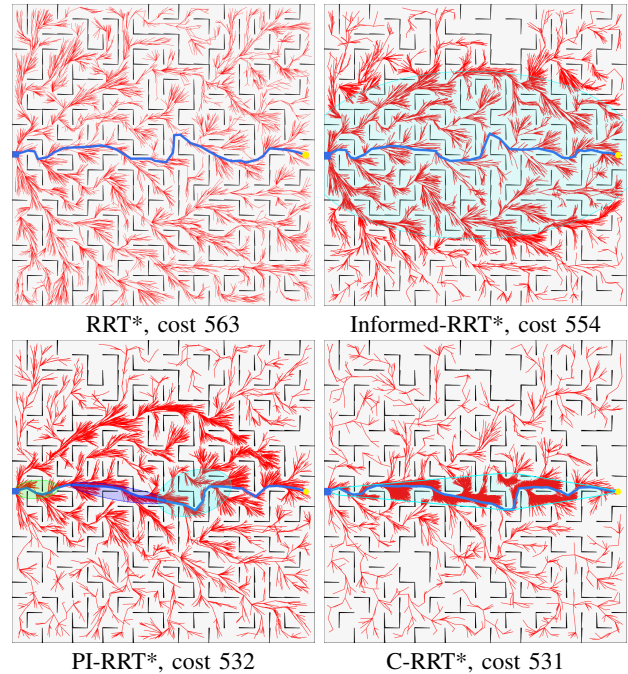 RRT*, cost 563
Informed-RRT*, cost 554
PI-RRT*, cost 532
C-RRT*, cost 531